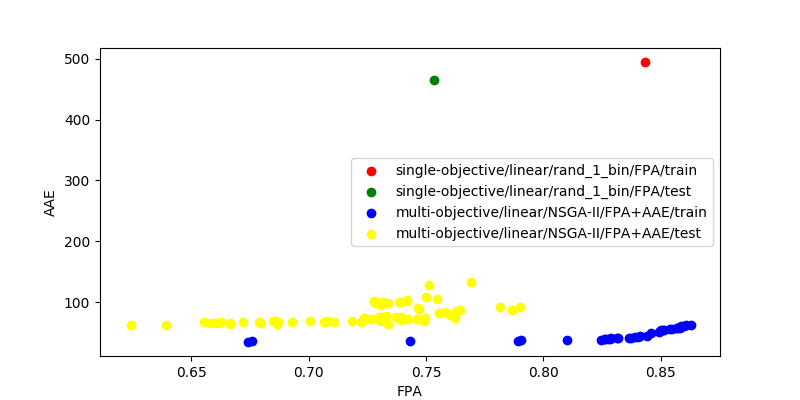 500
400
300
200
100
AAE
single-objective/linear/rand_1_bin/FPA/train
single-objective/linear/rand_1_bin/FPA/test
multi-objective/linear/NSGA-II/FPA+AAE/train
multi-objective/linear/NSGA-II/FPA+AAE/test
0.65 0.70 0.75 0.80 0.85
FPA